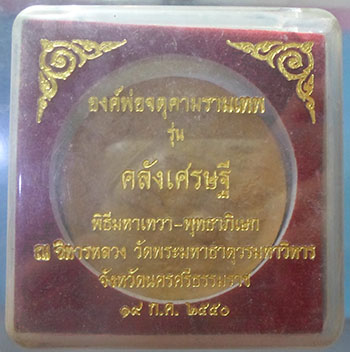 องค์พ่อจตุคามรามเทพ
รุ่น
คลังเศรษฐี
พิธีมหาเทวา-พุทธาภิเษก
ณ วิหารหลวง วัดพระมหาธาตุวรมหาวิหาร
จังหวัดนครศรีธรรมราช
๑๙ ก.ค. ๒๕๕๐